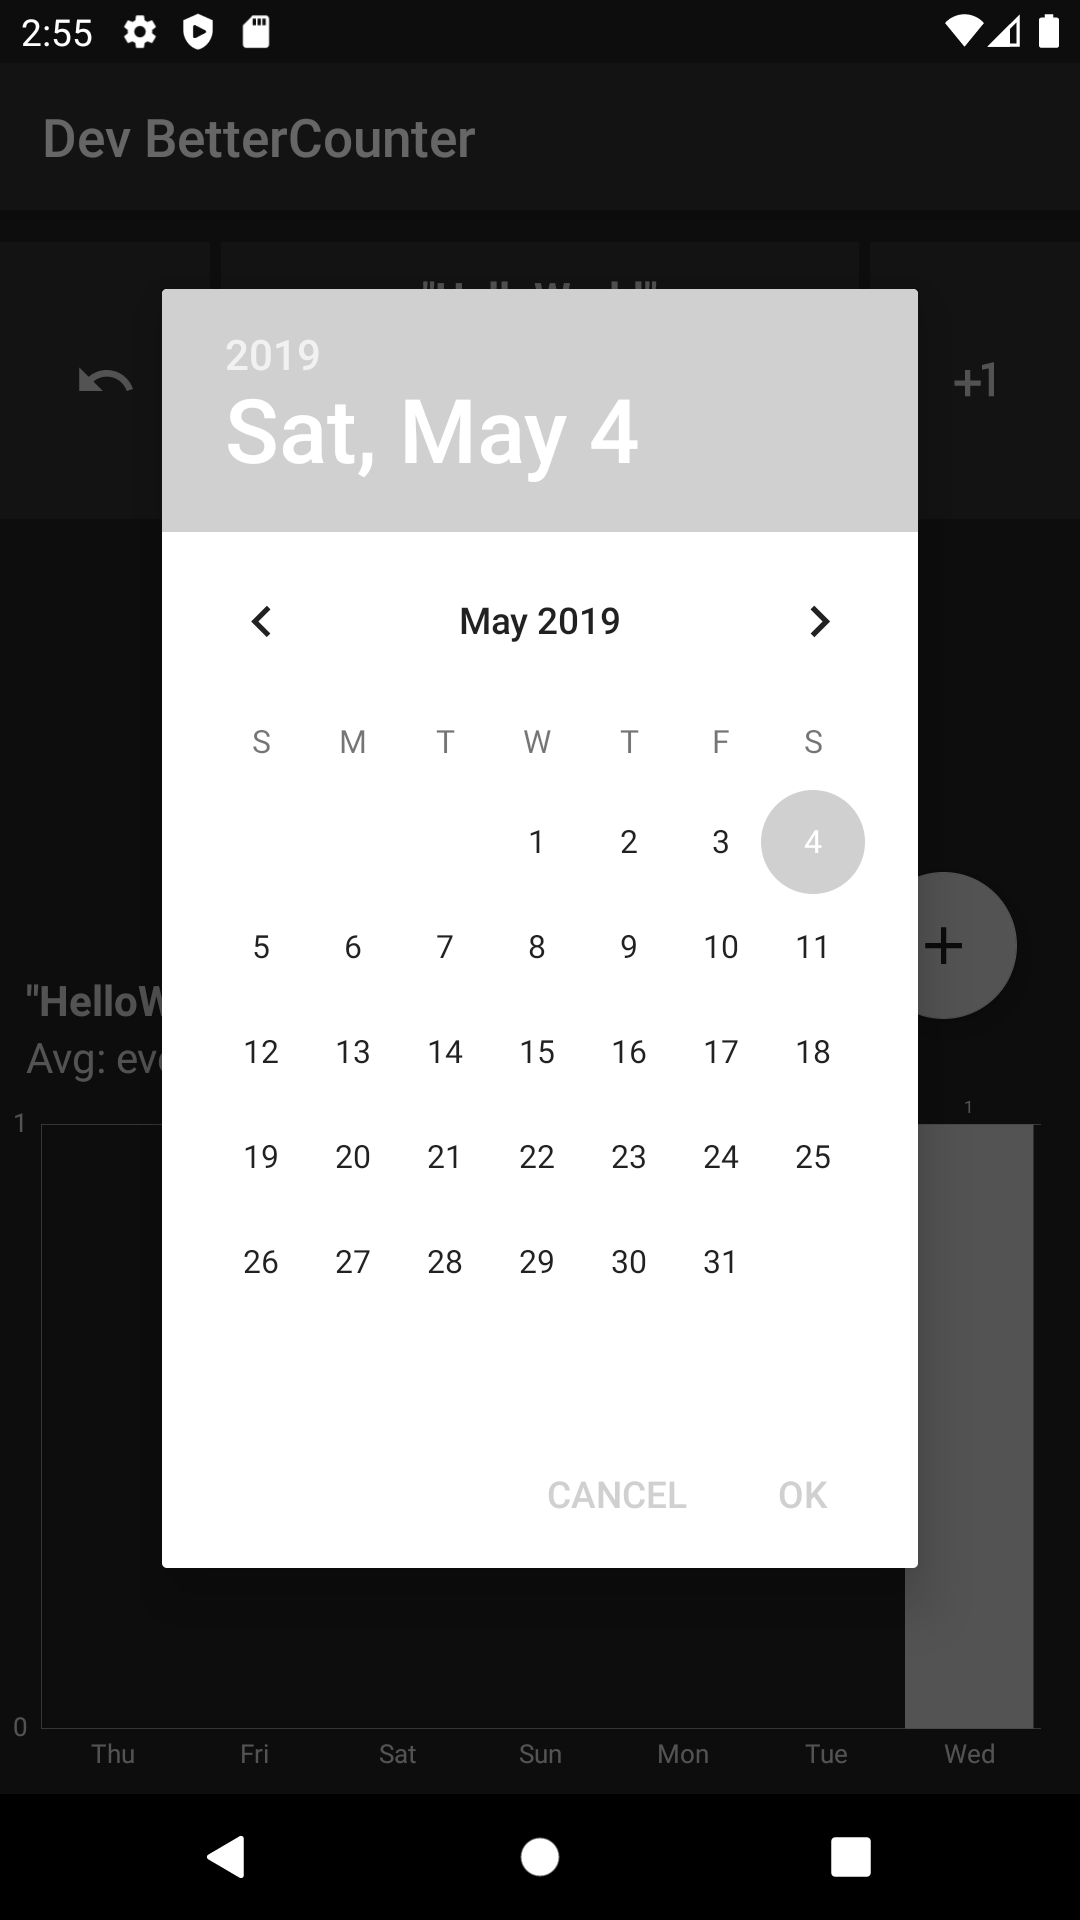 2:55
Dev BetterCounter
2019
Sat, May 4
+1
May 2019
S M T W T F S
1 2 3 4
5 6 7 8 9 10 11
12 13 14 15 16 17 18
19 20 21 22 23 24 25
26 27 28 29 30 31
CANCEL OK
+
"HelloW
Avg: eve
1
1
0
Thu Fri Sat Sun Mon Tue Wed